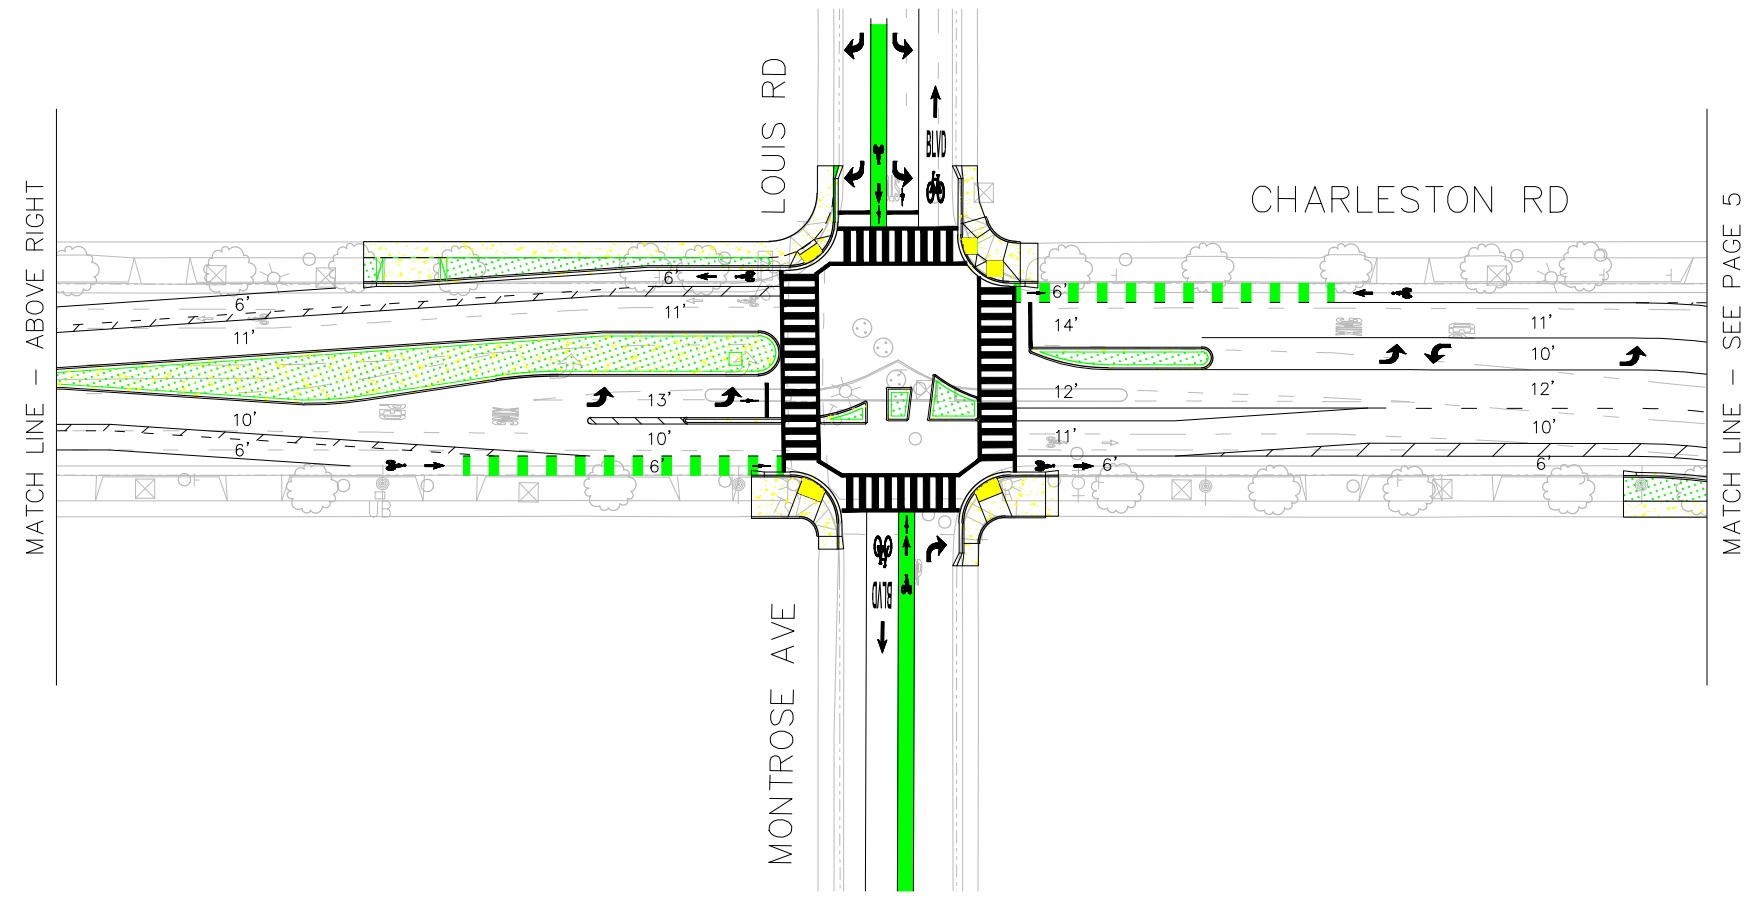 LOUIS RD
BLVD
CHARLESTON RD
MATCH LINE - ABOVE RIGHT
MATCH LINE - SEE PAGE 5
6'
6'
6'
11'
14'
11'
11'
10'
13'
12'
12'
10'
10'
11'
10'
6'
6'
6'
6'
UB
BLVD
MONTROSE AVE